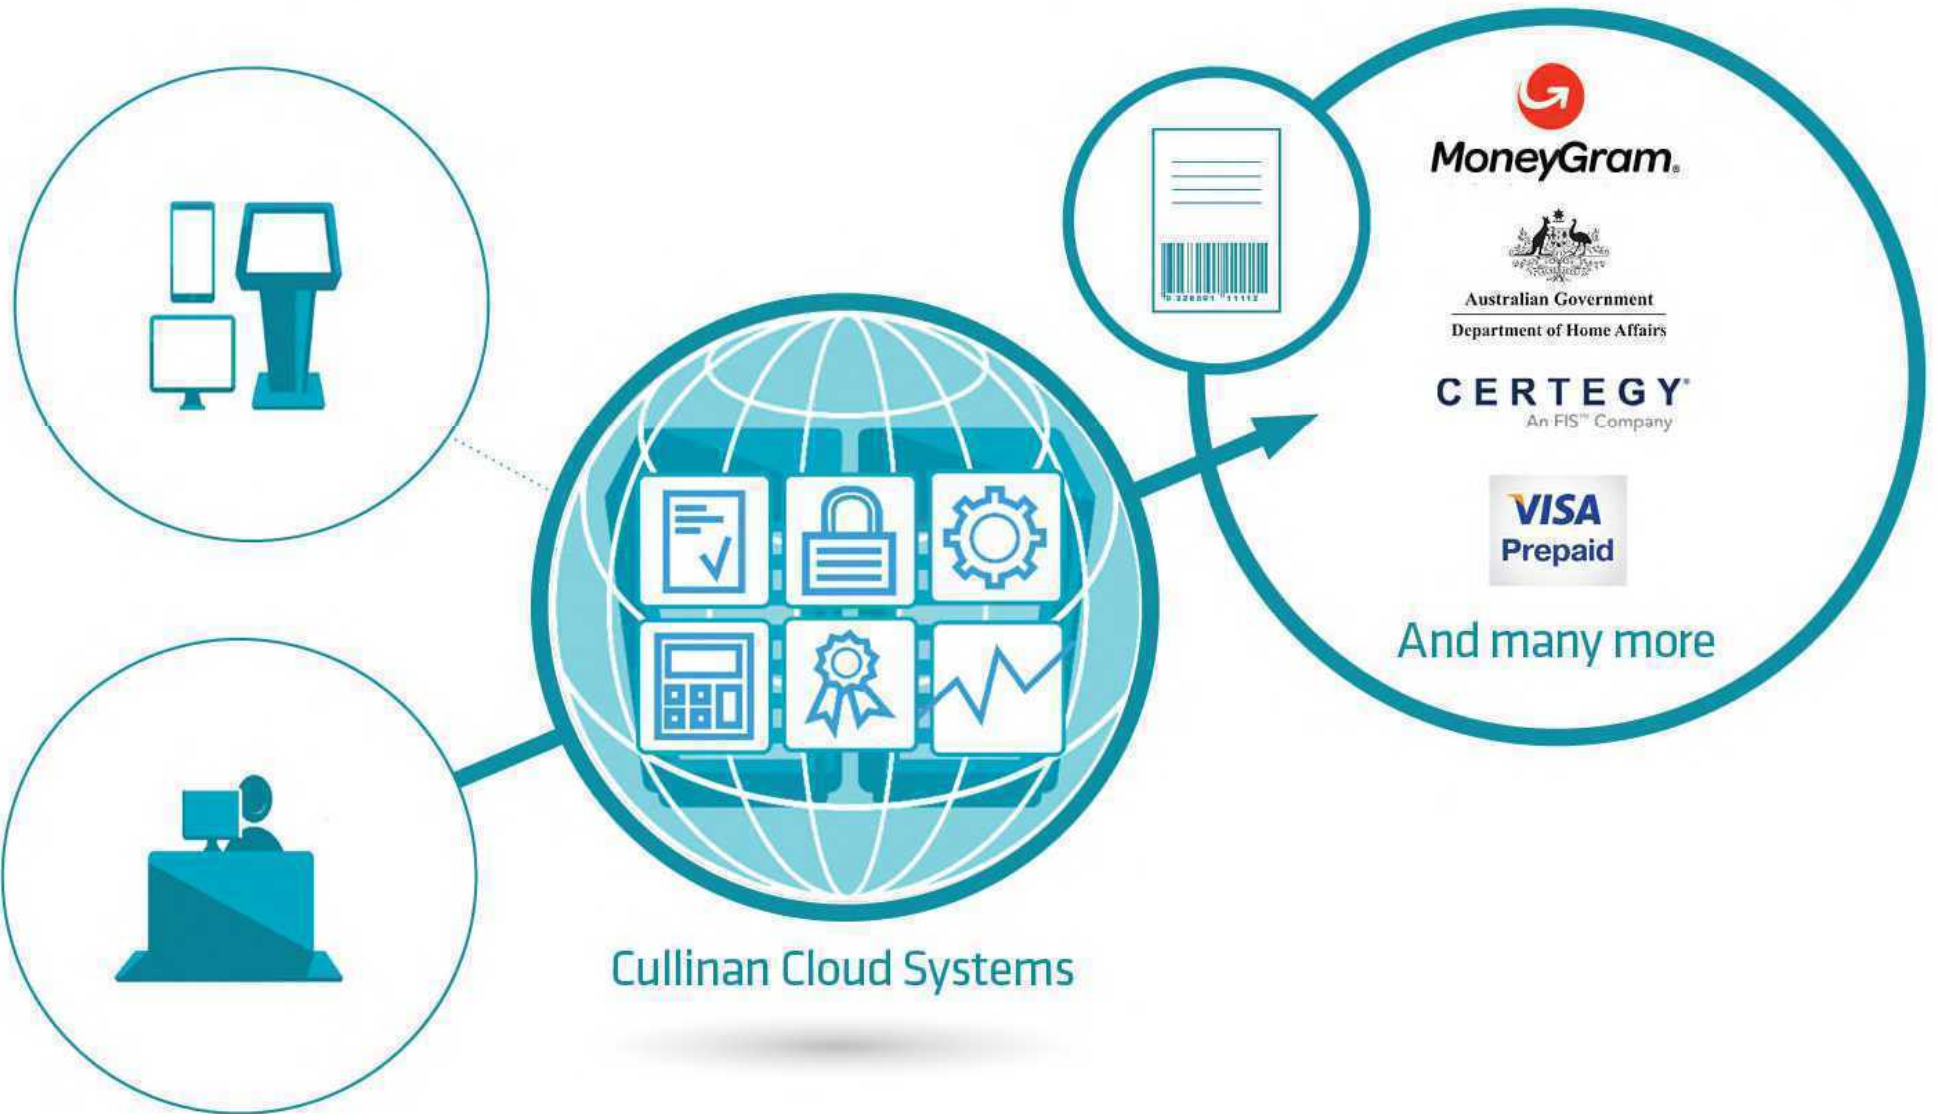 MoneyGram®
Australian Government
Department of Home Affairs
CERTEGY®
An FIS™ Company
VISA
Prepaid
And many more
Cullinan Cloud Systems